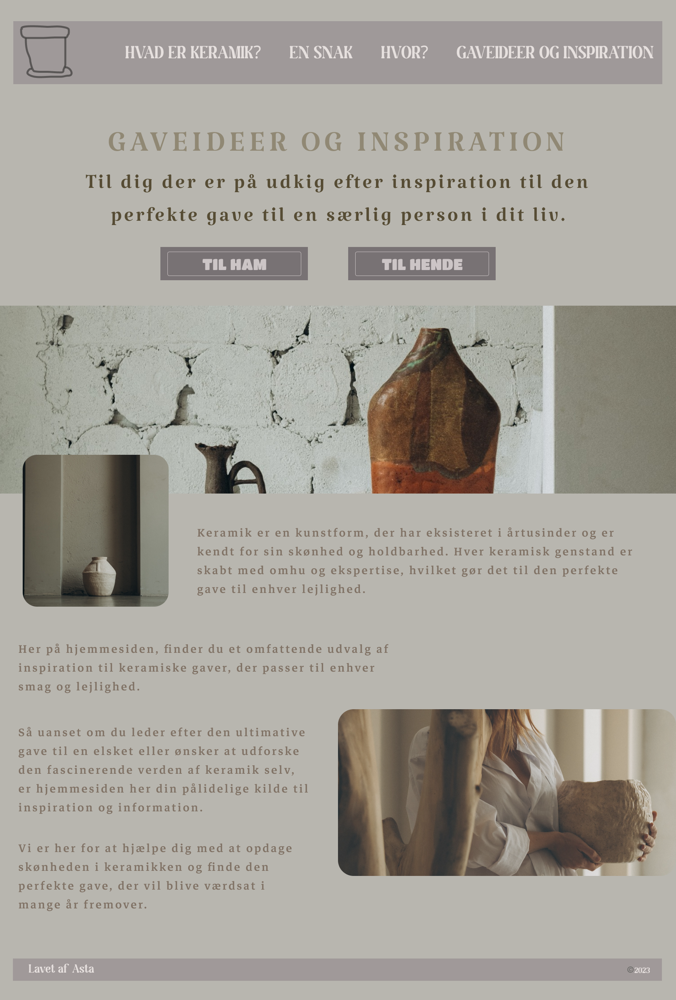 HVAD ER KERAMIK?
EN SNAK
HVOR?
GAVEIDEER OG INSPIRATION
GAVEIDEER OG INSPIRATION
Til dig der er på udkig efter inspiration til den
perfekte gave til en særlig person i dit liv.
TIL HAM
TIL HENDE
Keramik er en kunstform, der har eksisteret i årtusinder og er
kendt for sin skønhed og holdbarhed. Hver keramisk genstand er
skabt med omhu og ekspertise, hvilket gør det til den perfekte
gave til enhver lejlighed.
Her på hjemmesiden, finder du et omfattende udvalg af
inspiration til keramiske gaver, der passer til enhver
smag og lejlighed.
Så uanset om du leder efter den ultimative
gave til en elsket eller ønsker at udforske
den fascinerende verden af keramik selv,
er hjemmesiden her din pålidelige kilde til
inspiration og information.
Vi er her for at hjælpe dig med at opdage
skønheden i keramikken og finde den
perfekte gave, der vil blive værdsat i
mange år fremover.
Lavet af Asta
©2023